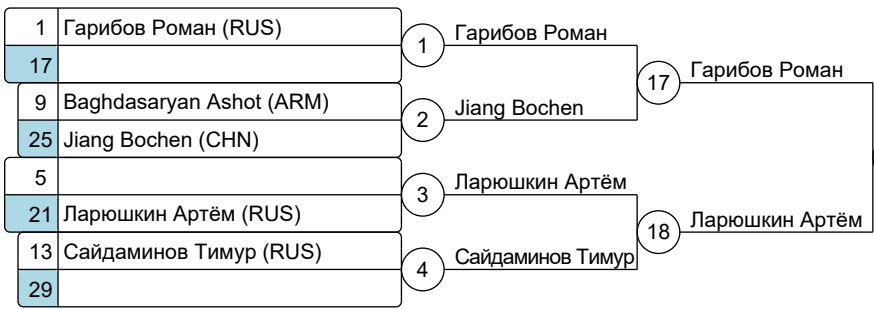 1 Гарибов Роман (RUS)
17
9 Baghdasaryan Ashot (ARM)
25 Jiang Bochen (CHN)
5
21 Ларюшкин Артём (RUS)
13 Сайдаминов Тимур (RUS)
29
1 Гарибов Роман
2 Jiang Bochen
3 Ларюшкин Артём
4 Сайдаминов Тимур
17 Гарибов Роман
18 Ларюшкин Артём